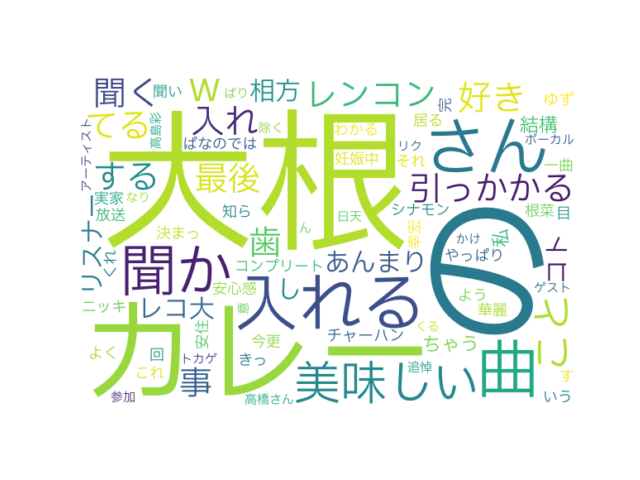 大根
カレー
6
さん
入れる
聞か
曲
美味しい
聞く
W
相方
レンコン
好き
入れ
てる
する
最後
引っかかる
歯
リスナー
レコ大
事
あんまり
し
ちゃう
チャーハン
コンプリート
シナモン
やっぱり
私
結構
ボーカル
一曲
根菜
目
ゆず
完
居る
わかる
妊娠中
それ
リク
除く
ぱなのでは
高島彩
アーティスト
聞い
ばり
実家
なり
放送
くれ
決まっ
知ら
日天
ん
幸宏
かけ
ゲスト
よう
華麗
ニッキ
安心感
安住
今更
よく
回
トカゲ
きっ
これ
参加
高橋さん
追悼
くる
す
いう